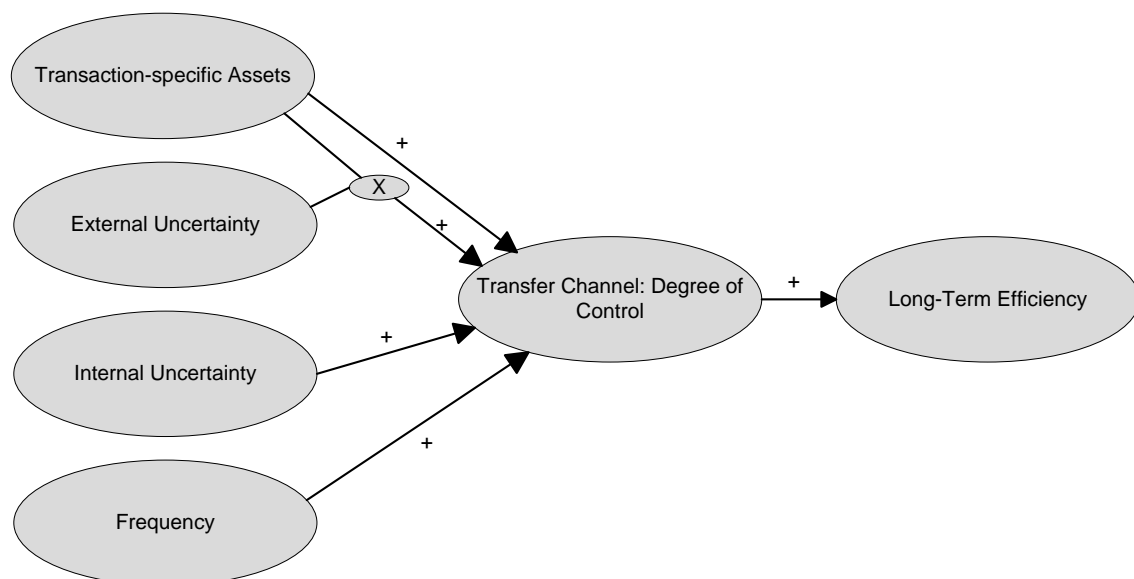 Transaction-specific Assets
+
X
External Uncertainty
+
Transfer Channel: Degree of
Control
+
Long-Term Efficiency
+
Internal Uncertainty
+
Frequency